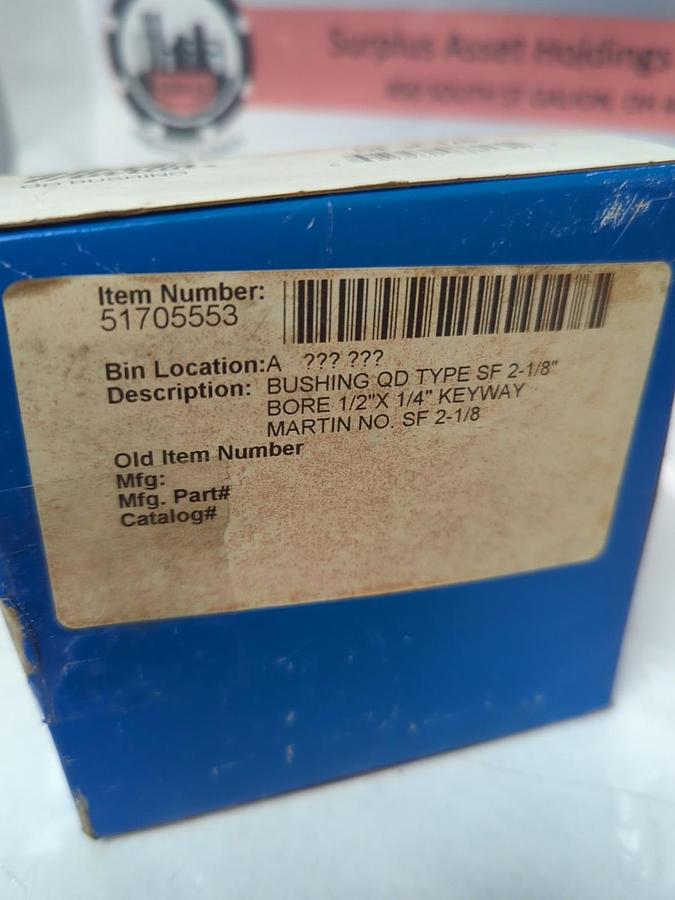 Surplus Asset Holdings
QD BUSHING
Item Number:
51705553
Bin Location:A ??? ???
Description: BUSHING QD TYPE SF 2-1/8"
BORE 1/2"X 1/4" KEYWAY
MARTIN NO. SF 2-1/8
Old Item Number
Mfg:
Mfg. Part#
Catalog#